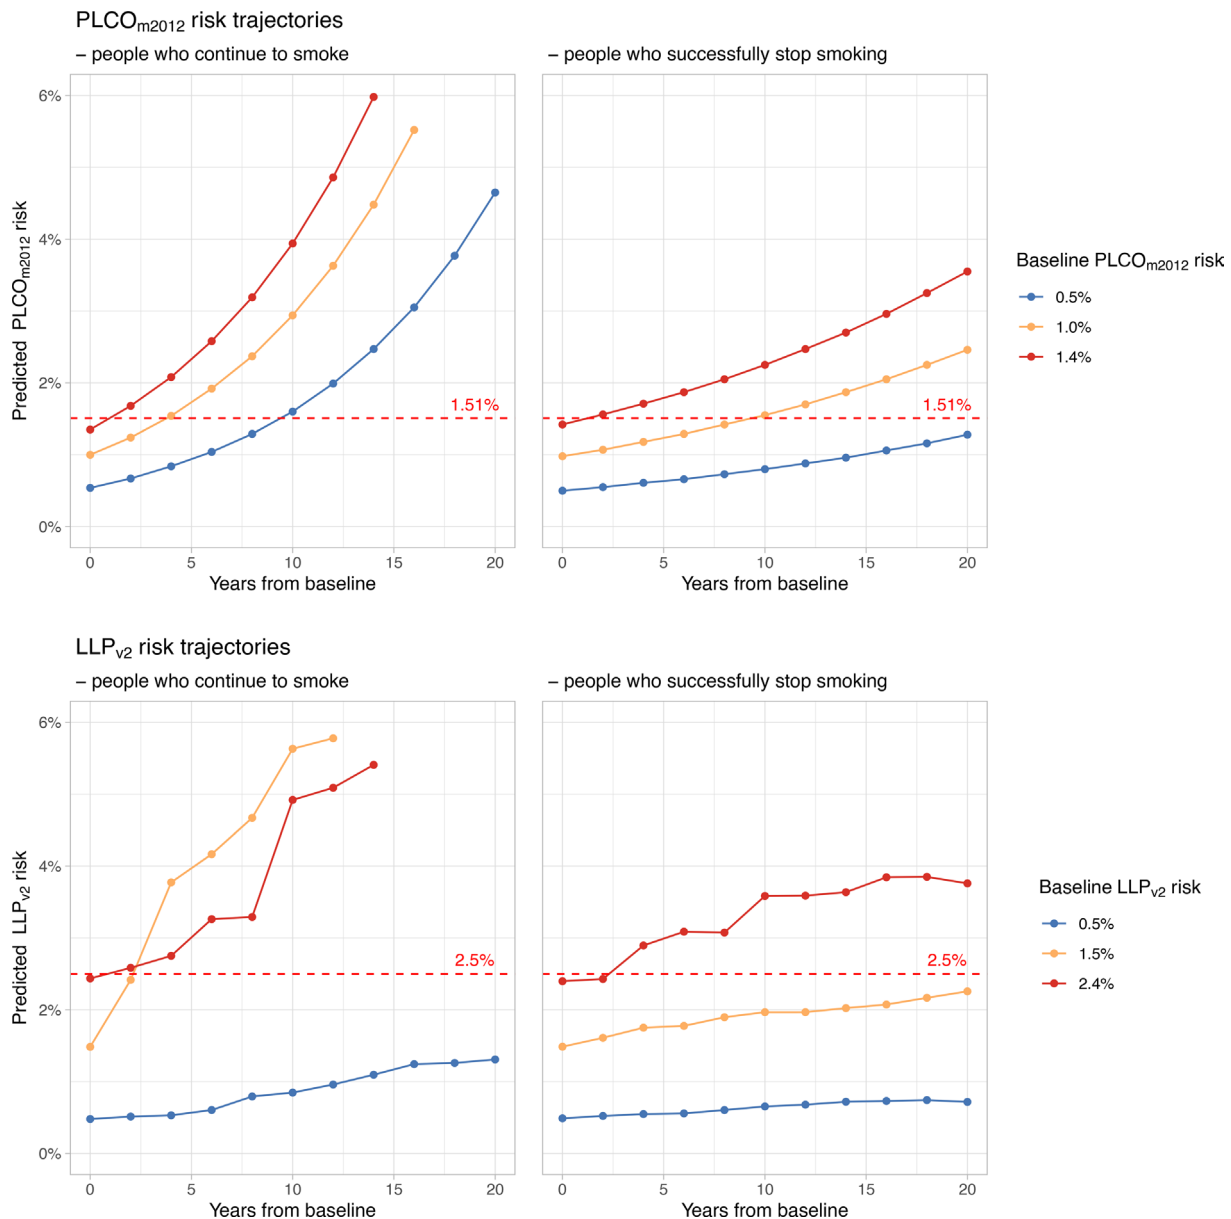 PLCOm2012 risk trajectories
– people who continue to smoke
– people who successfully stop smoking
6%
4%
2%
0%
Predicted PLCOm2012 risk
1.51%
1.51%
0 5 10 15 20
0 5 10 15 20
Years from baseline
Years from baseline
Baseline PLCOm2012 risk
0.5%
1.0%
1.4%
LLPv2 risk trajectories
– people who continue to smoke
– people who successfully stop smoking
6%
4%
2%
0%
Predicted LLPv2 risk
2.5%
2.5%
0 5 10 15 20
0 5 10 15 20
Years from baseline
Years from baseline
Baseline LLPv2 risk
0.5%
1.5%
2.4%